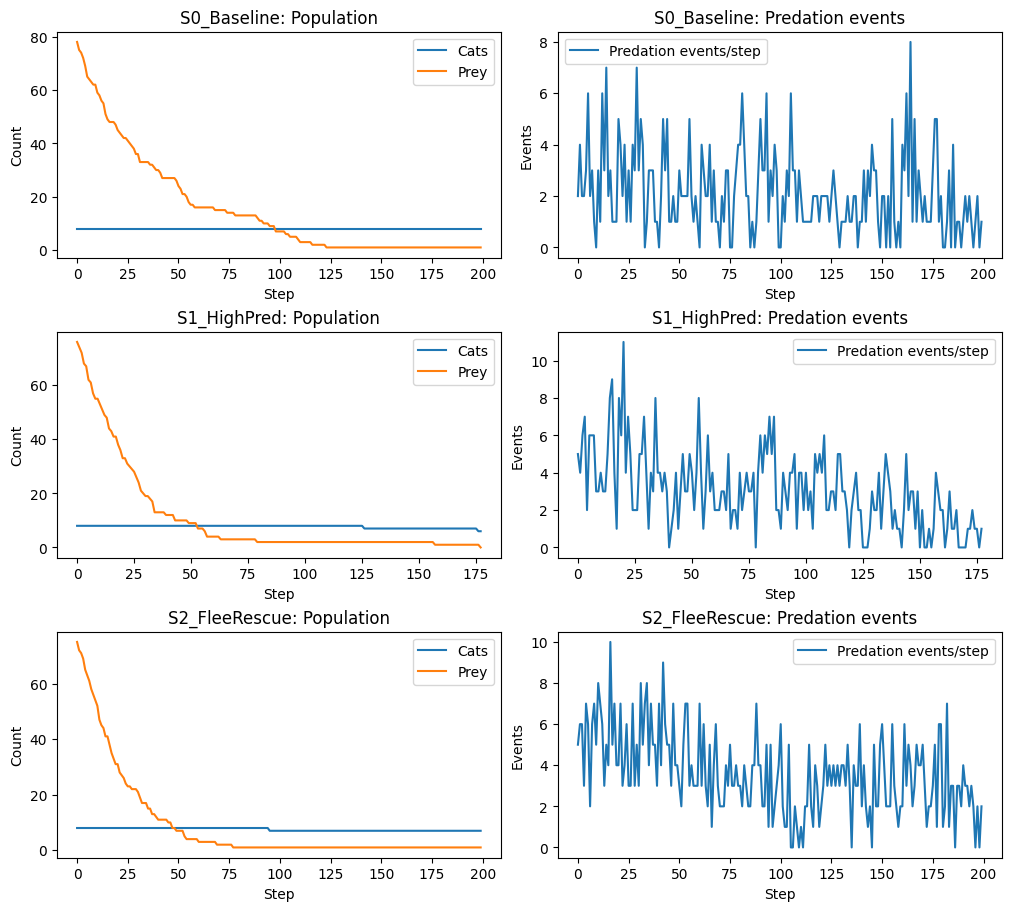 S0_Baseline: Population
80
60
40
20
0
Count
Cats
Prey
0 25 50 75 100 125 150 175 200
Step
S0_Baseline: Predation events
8
6
4
2
0
Events
Predation events/step
0 25 50 75 100 125 150 175 200
Step
S1_HighPred: Population
60
40
20
0
Count
Cats
Prey
0 25 50 75 100 125 150 175
Step
S1_HighPred: Predation events
10
8
6
4
2
0
Events
Predation events/step
0 25 50 75 100 125 150 175
Step
S2_FleeRescue: Population
60
40
20
0
Count
Cats
Prey
0 25 50 75 100 125 150 175 200
Step
S2_FleeRescue: Predation events
10
8
6
4
2
0
Events
Predation events/step
0 25 50 75 100 125 150 175 200
Step